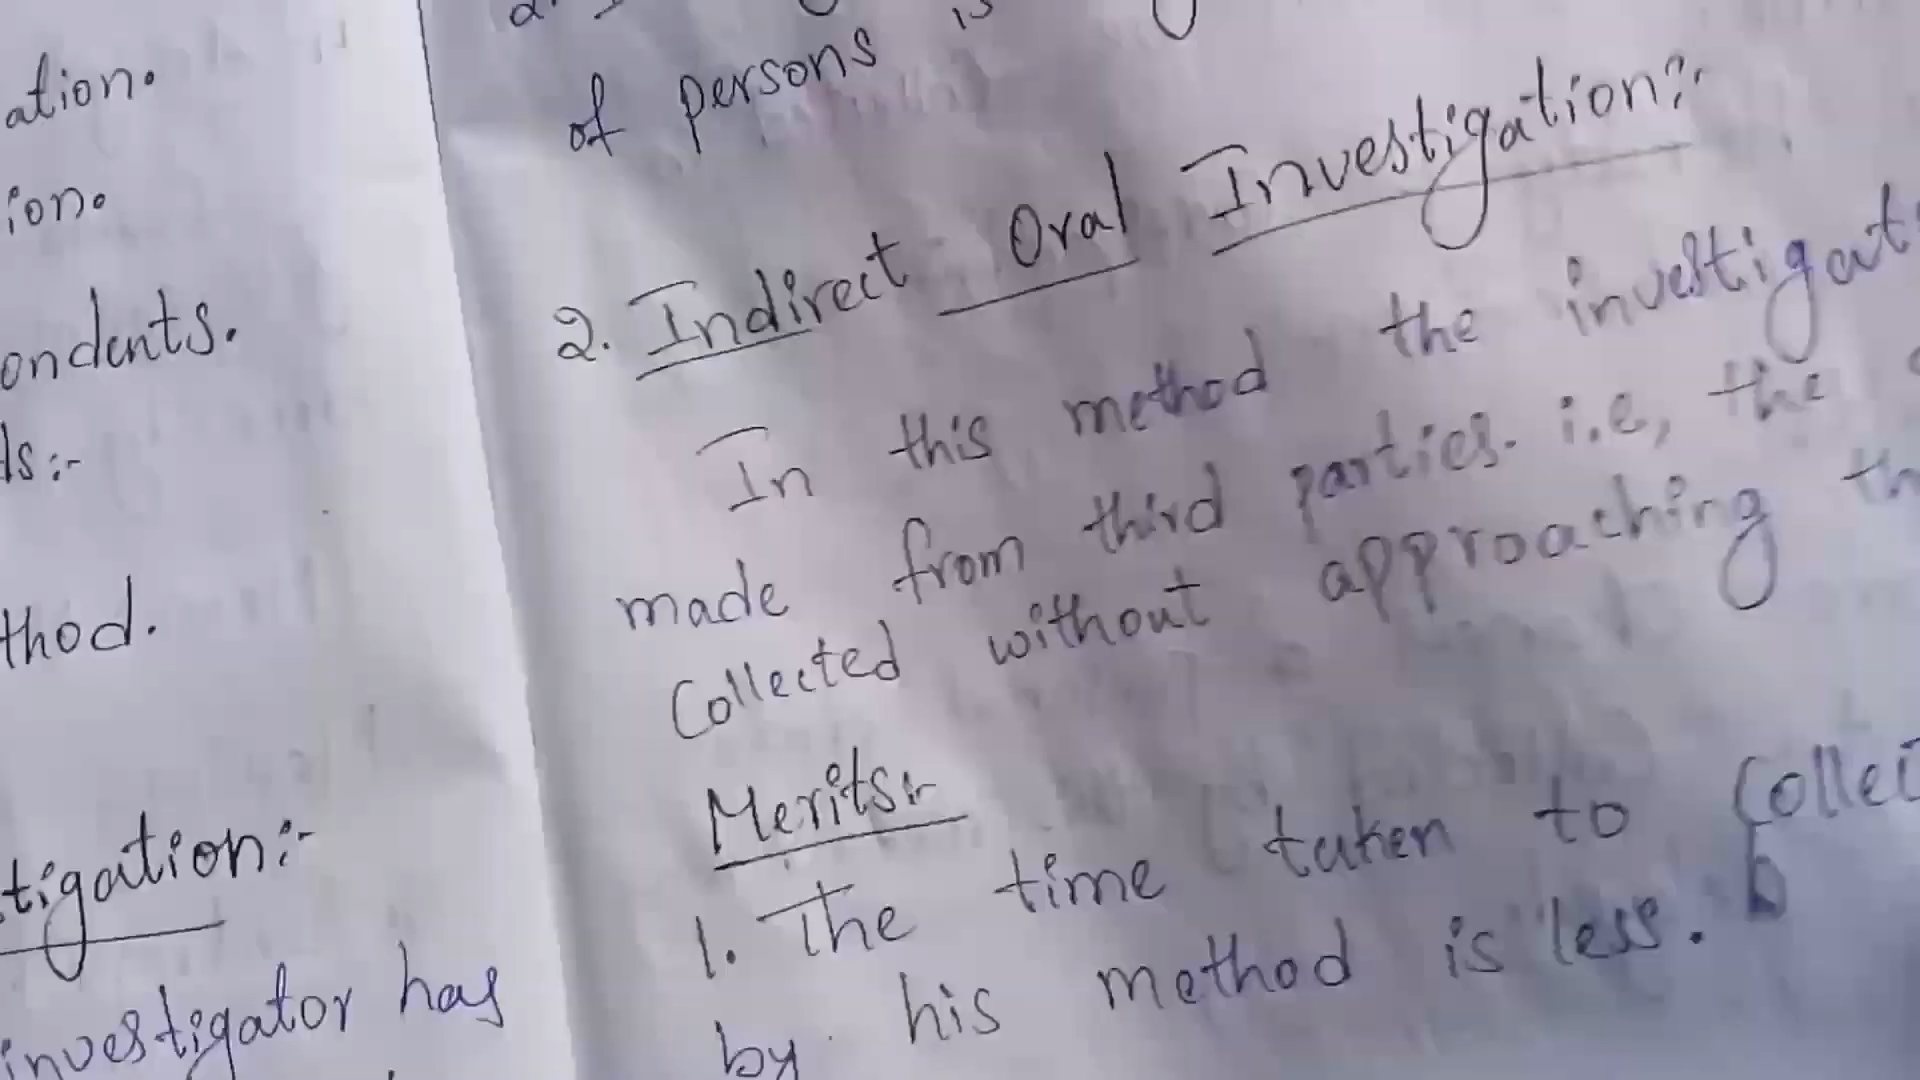 ation.
ion.
ondents.
ds:-
thod.
tigation:-
investigator has
of persons is
2. Indirect Oral Investigation:-
In this method the investigat
made from third parties. i.e, the
Collected without approaching th
Merits:-
1. The time taken to Collec
by his method is less.